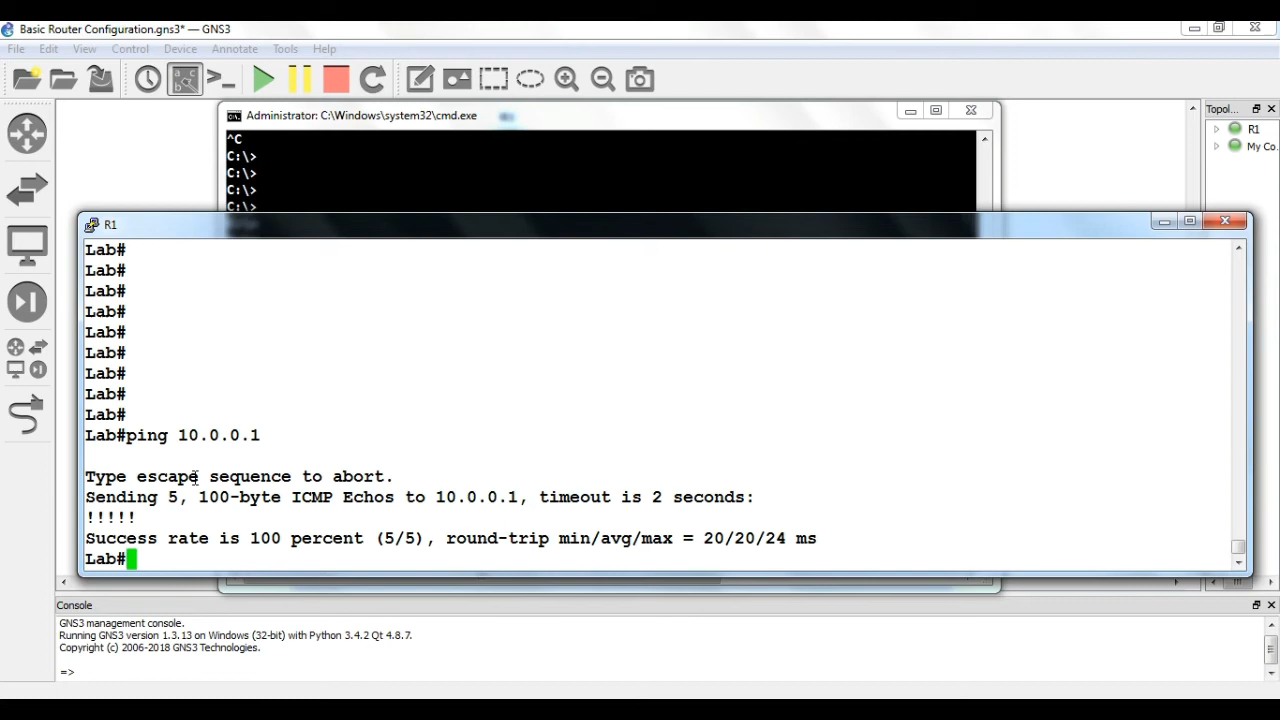 Basic Router Configuration.gns3* — GNS3
File Edit View Control Device Annotate Tools Help
Topol...
R1
My Co.
Administrator: C:\Windows\system32\cmd.exe
^C
C:\>
C:\>
C:\>
C:\>
R1
Lab#
Lab#
Lab#
Lab#
Lab#
Lab#
Lab#
Lab#
Lab#
Lab#ping 10.0.0.1
Type escape sequence to abort.
Sending 5, 100-byte ICMP Echos to 10.0.0.1, timeout is 2 seconds:
!!!!!
Success rate is 100 percent (5/5), round-trip min/avg/max = 20/20/24 ms
Lab#
Console
GNS3 management console.
Running GNS3 version 1.3.13 on Windows (32-bit) with Python 3.4.2 Qt 4.8.7.
Copyright (c) 2006-2018 GNS3 Technologies.
=>